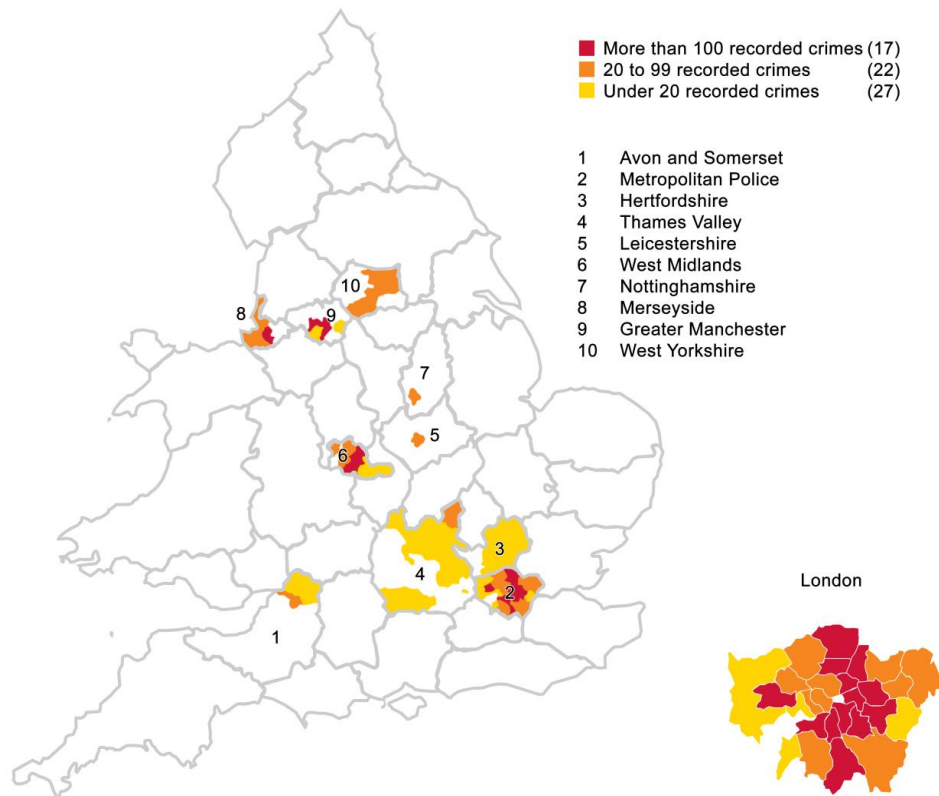 More than 100 recorded crimes (17)
20 to 99 recorded crimes (22)
Under 20 recorded crimes (27)
1 Avon and Somerset
2 Metropolitan Police
3 Hertfordshire
4 Thames Valley
5 Leicestershire
6 West Midlands
7 Nottinghamshire
8 Merseyside
9 Greater Manchester
10 West Yorkshire
10
8
9
7
5
6
3
4
2
1
London